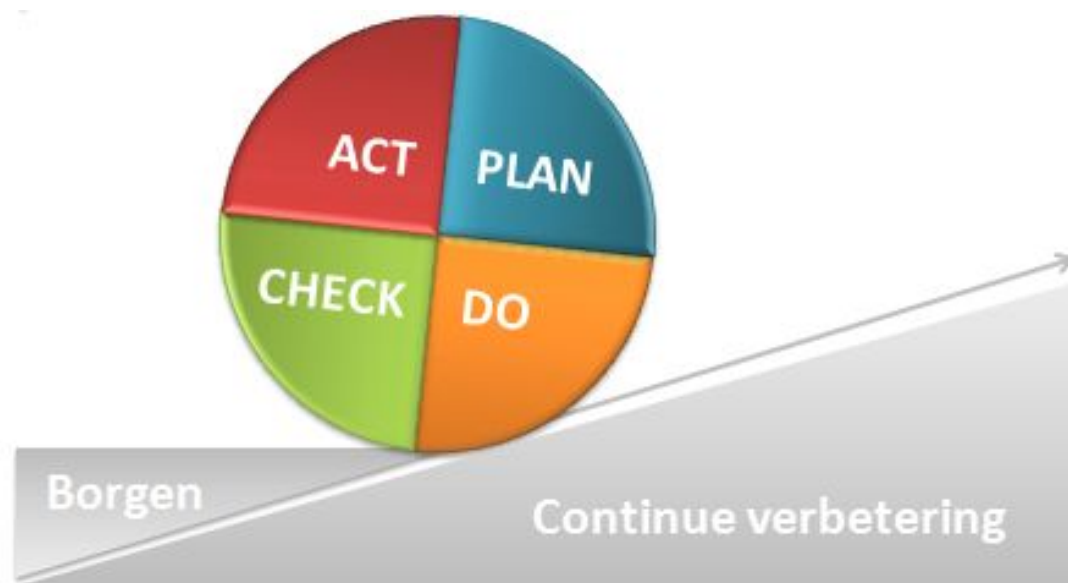 ACT
PLAN
CHECK
DO
Borgen
Continue verbetering